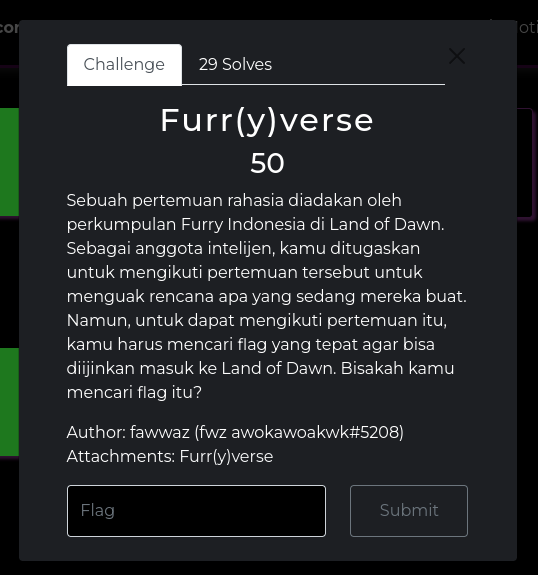 Challenge
29 Solves
Furr(y)verse
50
Sebuah pertemuan rahasia diadakan oleh
perkumpulan Furry Indonesia di Land of Dawn.
Sebagai anggota intelijen, kamu ditugaskan
untuk mengikuti pertemuan tersebut untuk
menguak rencana apa yang sedang mereka buat.
Namun, untuk dapat mengikuti pertemuan itu,
kamu harus mencari flag yang tepat agar bisa
diijinkan masuk ke Land of Dawn. Bisakah kamu
mencari flag itu?
Author: fawwaz (fwz awokawoakwk#5208)
Attachments: Furr(y)verse
Flag
Submit